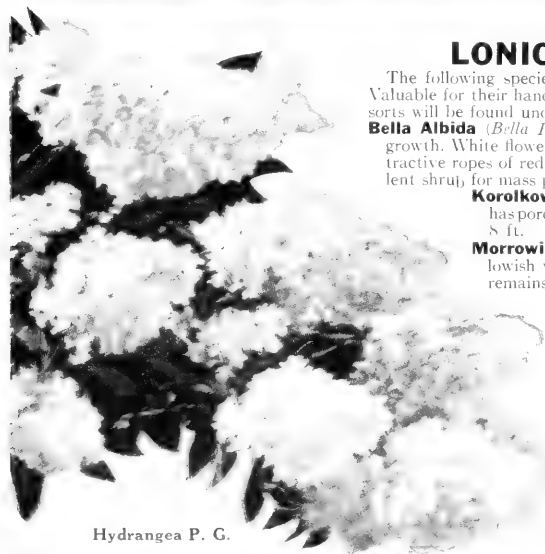 LONIC
The following specie
Valuable for their hand
sorts will be found und
Bella Albida (Bella I
growth. White flowe
tractive ropes of red
lent shrub for mass p
Korolkow
has pore
8 ft.
Morrowi
lowish
remains
Hydrangea P. G.